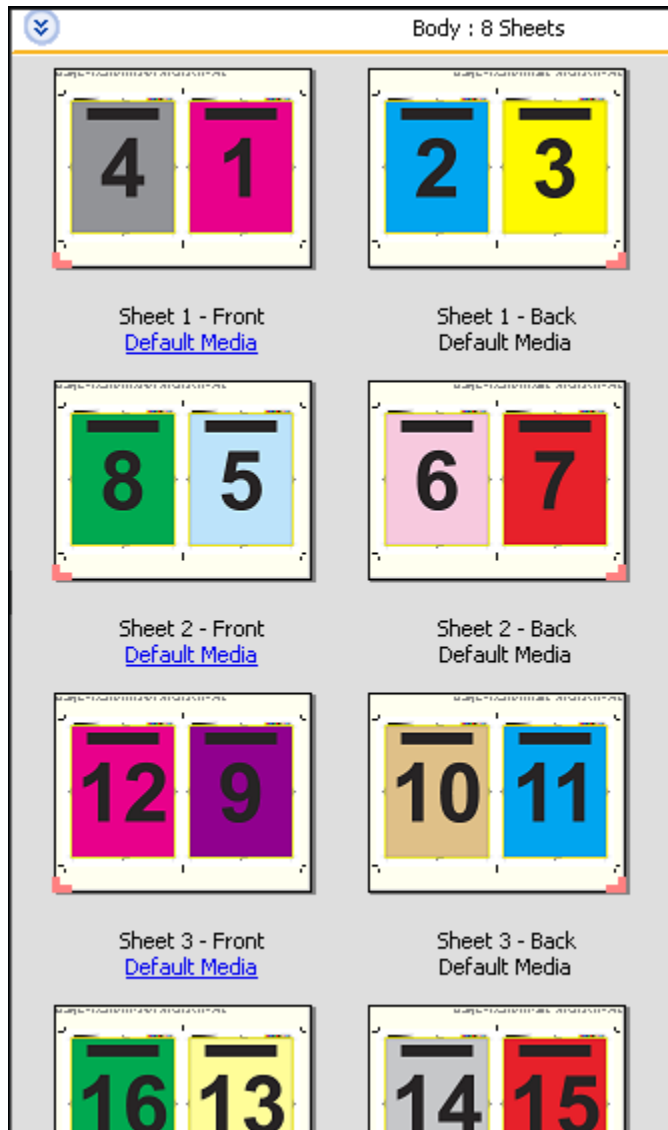 Body : 8 Sheets
4 1 2 3
Sheet 1 - Front Sheet 1 - Back
Default Media Default Media
8 5 6 7
Sheet 2 - Front Sheet 2 - Back
Default Media Default Media
12 9 10 11
Sheet 3 - Front Sheet 3 - Back
Default Media Default Media
16 13 14 15